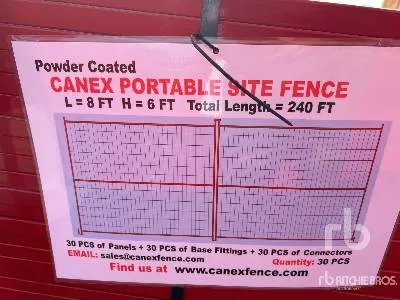 Powder Coated
CANEX PORTABLE SITE FENCE
L = 8 FT H = 6 FT Total Length = 240 FT
30 PCS of Panels + 30 PCS of Base Fittings + 30 PCS of Connectors
EMAIL: sales@canexfence.com Quantity: 30 PCS
Find us at www.canexfence.com
rb
RITCHIE BROS.